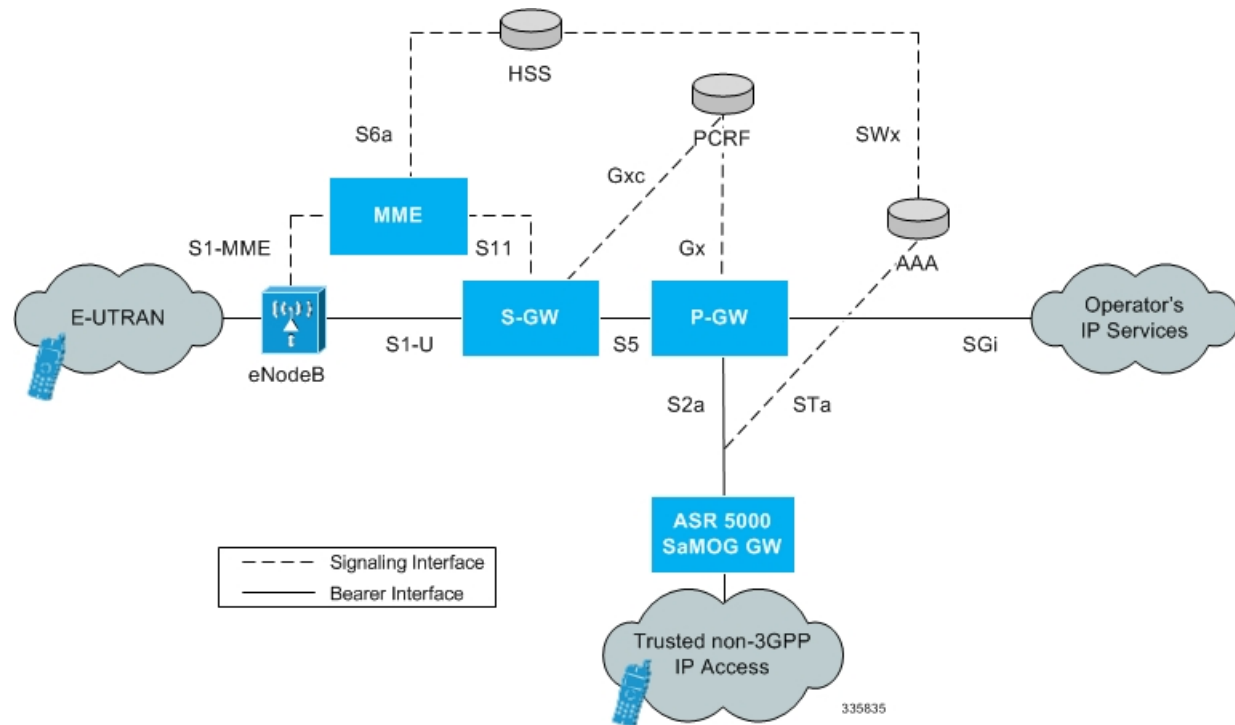 HSS
S6a
PCRF
SWx
Gxc
MME
S1-MME
S11
Gx
AAA
E-UTRAN
S-GW
P-GW
Operator's
IP Services
S1-U
S5
SGi
eNodeB
S2a
STa
ASR 5000
SaMOG GW
Signaling Interface
Bearer Interface
Trusted non-3GPP
IP Access
335835